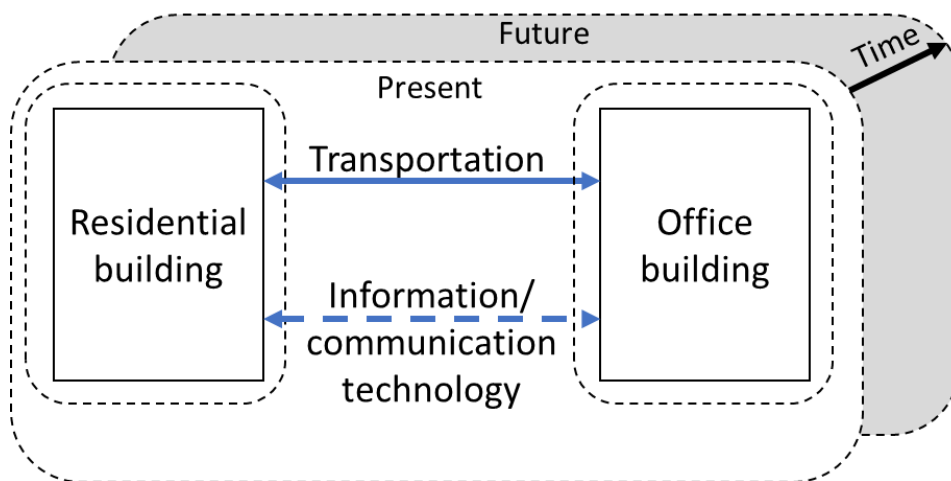 Future
Time
Present
Transportation
Residential
building
Office
building
Information/
communication
technology